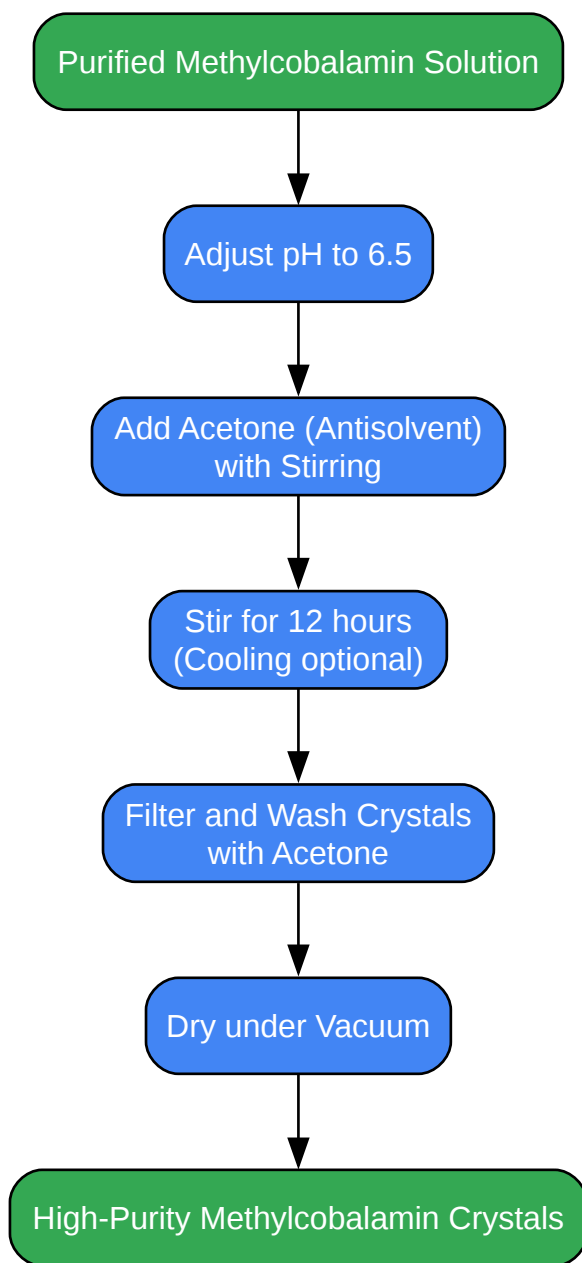 Purified Methylcobalamin Solution
Adjust pH to 6.5
Add Acetone (Antisolvent)
with Stirring
Stir for 12 hours
(Cooling optional)
Filter and Wash Crystals
with Acetone
Dry under Vacuum
High-Purity Methylcobalamin Crystals